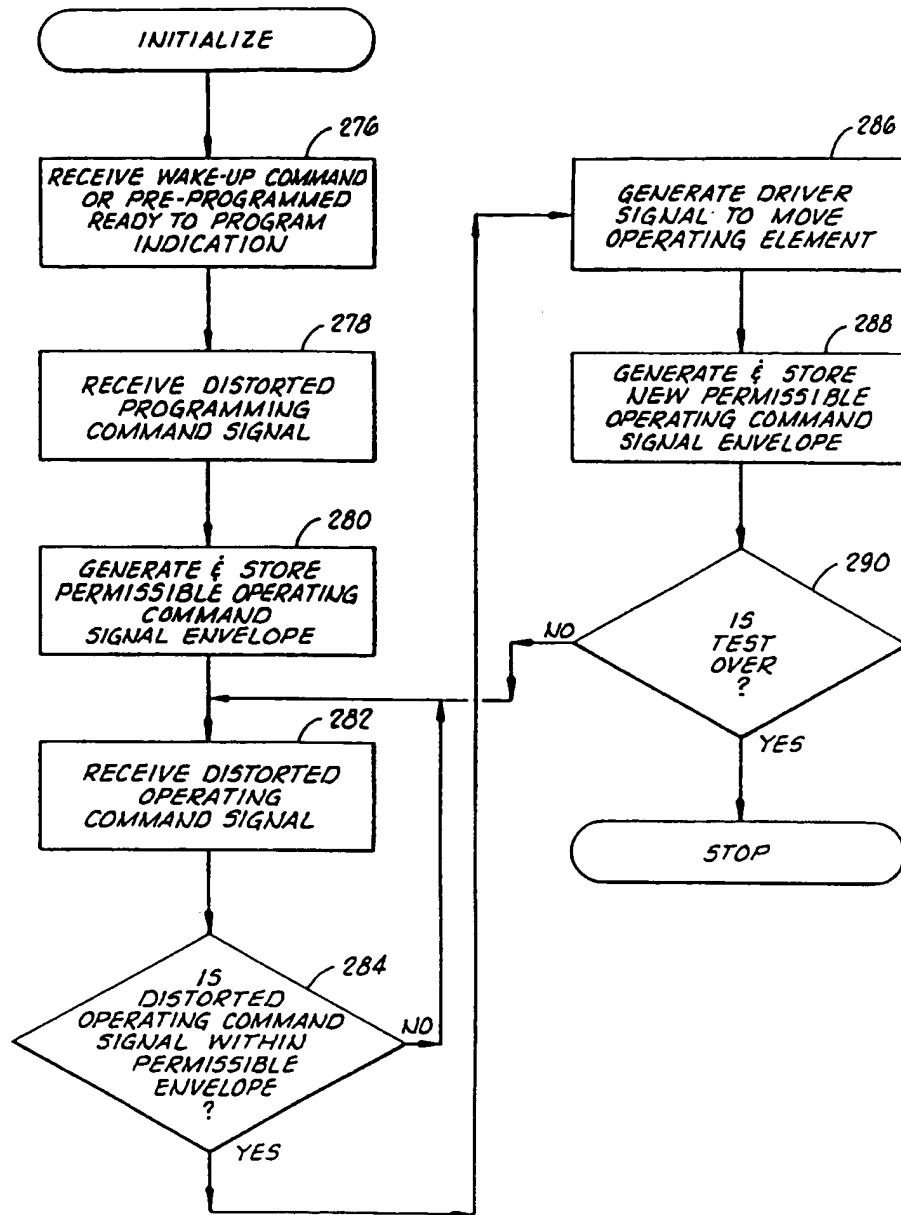 INITIALIZE
276
RECEIVE WAKE-UP COMMAND
OR PRE-PROGRAMMED
READY TO PROGRAM
INDICATION
278
RECEIVE DISTORTED
PROGRAMMING
COMMAND SIGNAL
280
GENERATE & STORE
PERMISSIBLE OPERATING
COMMAND
SIGNAL ENVELOPE
282
RECEIVE DISTORTED
OPERATING
COMMAND SIGNAL
284
IS
DISTORTED
OPERATING COMMAND
SIGNAL WITHIN
PERMISSIBLE
ENVELOPE
?
NO
YES
286
GENERATE DRIVER
SIGNAL TO MOVE
OPERATING ELEMENT
288
GENERATE & STORE
NEW PERMISSIBLE
OPERATING COMMAND
SIGNAL ENVELOPE
290
IS
TEST
OVER
?
NO
YES
STOP